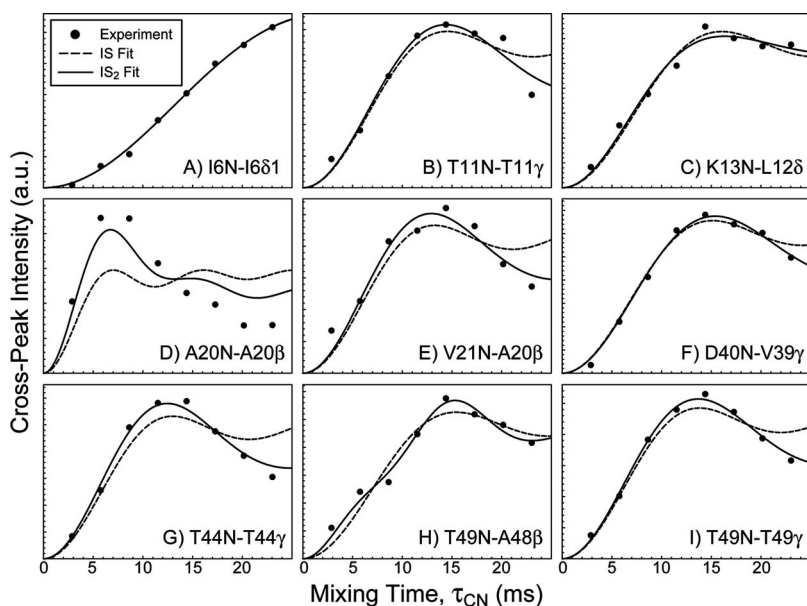 Experiment
IS Fit
IS₂ Fit
A) I6N-I6δ1
B) T11N-T11γ
C) K13N-L12δ
D) A20N-A20β
E) V21N-A20β
F) D40N-V39γ
G) T44N-T44γ
H) T49N-A48β
I) T49N-T49γ
Cross-Peak Intensity (a.u.)
0 5 10 15 20
0 5 10 15 20
0 5 10 15 20
Mixing Time, τCN (ms)